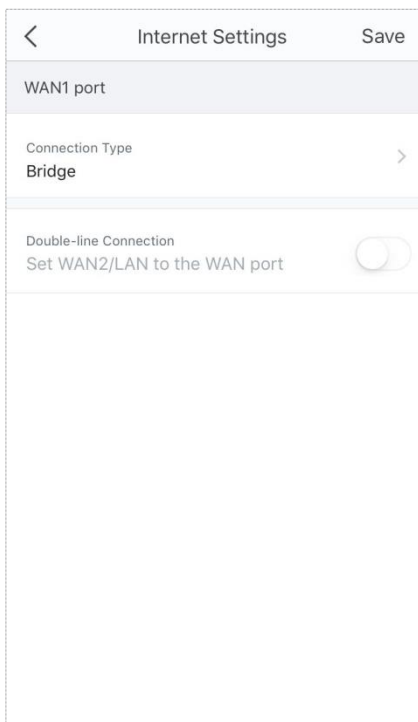 Internet Settings Save
WAN1 port
Connection Type
Bridge
Double-line Connection
Set WAN2/LAN to the WAN port